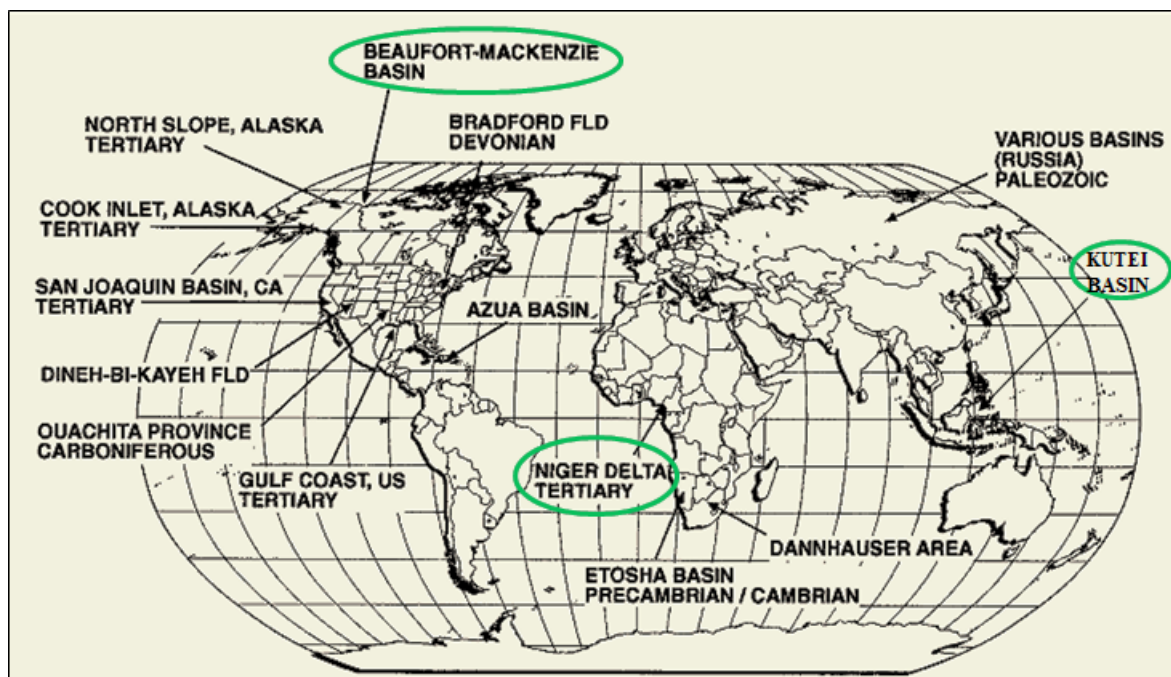 BEAUFORT-MACKENZIE
BASIN
NORTH SLOPE, ALASKA
TERTIARY
BRADFORD FLD
DEVONIAN
VARIOUS BASINS
(RUSSIA)
PALEOZOIC
COOK INLET, ALASKA
TERTIARY
KUTEI
BASIN
SAN JOAQUIN BASIN, CA
TERTIARY
AZUA BASIN
DINEH-BI-KAYEH FLD
OUACHITA PROVINCE
CARBONIFEROUS
GULF COAST, US
TERTIARY
NIGER DELTA
TERTIARY
DANNHAUSER AREA
ETOSHA BASIN
PRECAMBRIAN / CAMBRIAN